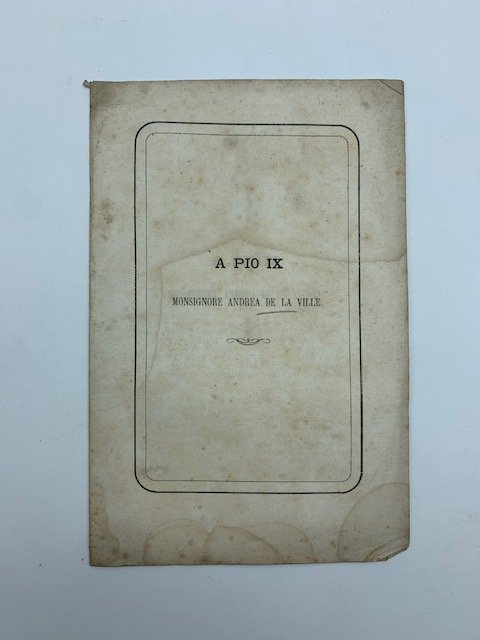 A PIO IX
MONSIGNORE ANDREA DE LA VILLE.